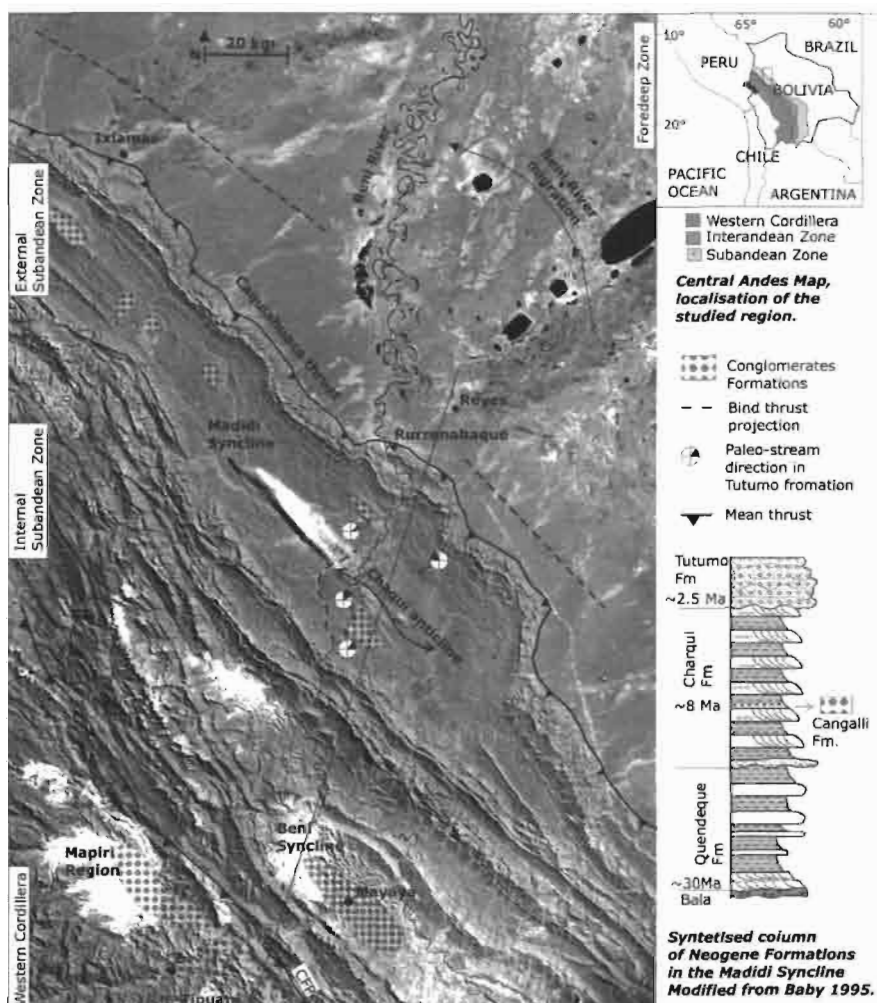 20 km
N
Ixiamas
Beni River
Beni River
migration
Foredeep Zone
External
Subandean Zone
Reyes
Rurrenabaque
Madidi
Syncline
Internal
Subandean Zone
Charqui anticline
Mapiri
Region
Beni
Syncline
Mayaya
Western Cordillera
CFP
65°
60°
10°
BRAZIL
PERU
BOLIVIA
20°
CHILE
PACIFIC
OCEAN
ARGENTINA
Western Cordillera
Interandean Zone
Subandean Zone
Central Andes Map,
localisation of the
studied region.
Conglomerates
Formations
Bind thrust
projection
Paleo-stream
direction in
Tutumo fromation
Mean thrust
Tutumo
Fm
~2.5 Ma
Charqui
Fm
~8 Ma
Cangalli
Fm.
Quendeque
Fm
~30Ma
Bala
Syntetised column
of Neogene Formations
in the Madidi Syncline
Modified from Baby 1995.